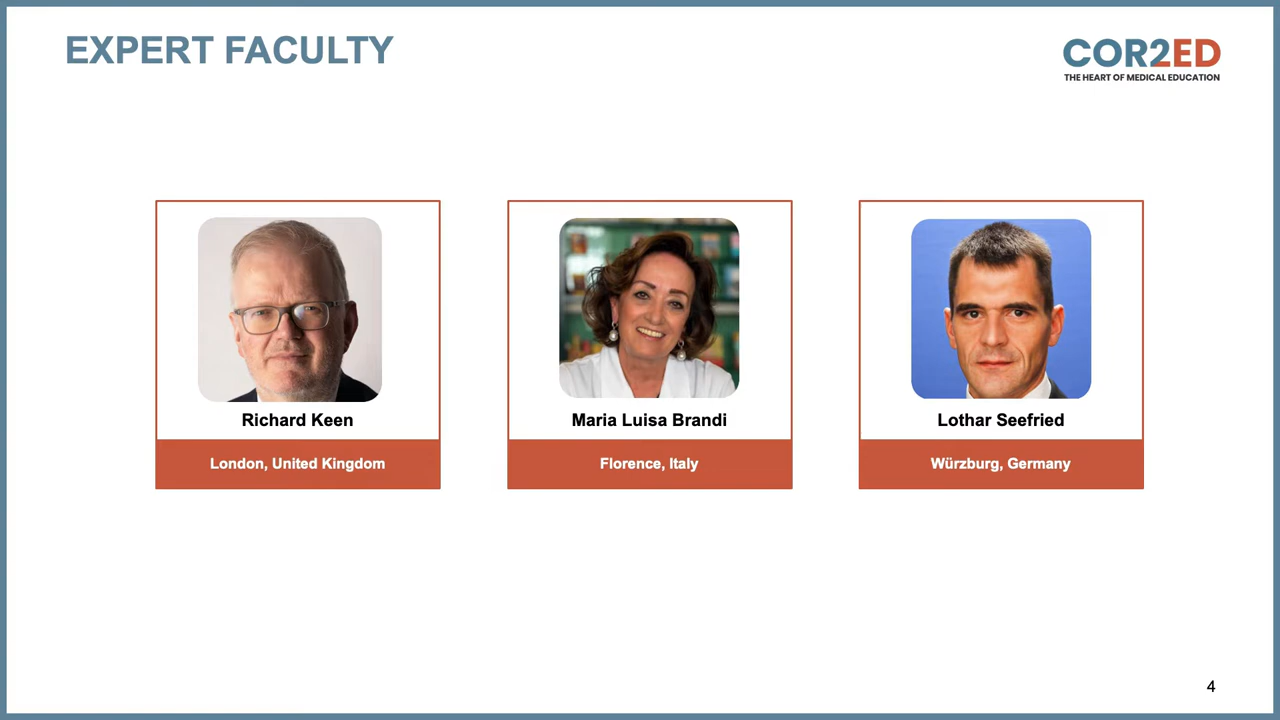 EXPERT FACULTY
COR2ED
THE HEART OF MEDICAL EDUCATION
Richard Keen
London, United Kingdom
Maria Luisa Brandi
Florence, Italy
Lothar Seefried
Würzburg, Germany
4